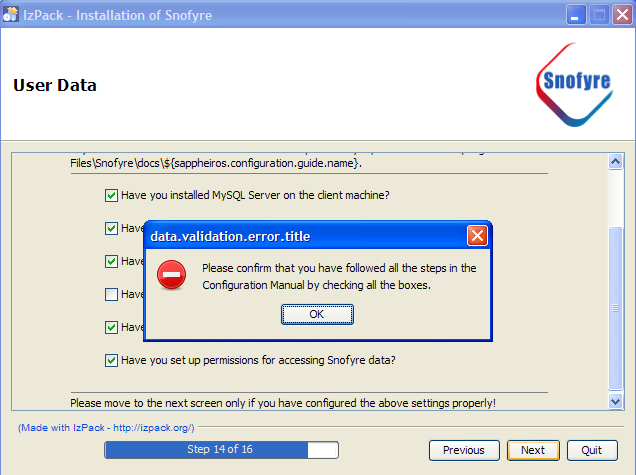 IzPack - Installation of Snofyre
User Data
Snofyre
Files\Snofyre\docs\${sappheiros.configuration.guide.name}.
Have you installed MySQL Server on the client machine?
Have
data.validation.error.title
Have
Please confirm that you have followed all the steps in the
Configuration Manual by checking all the boxes.
Have
OK
Have
Have you set up permissions for accessing Snofyre data?
Please move to the next screen only if you have configured the above settings properly!
(Made with IzPack - http://izpack.org/)
Step 14 of 16
Previous
Next
Quit